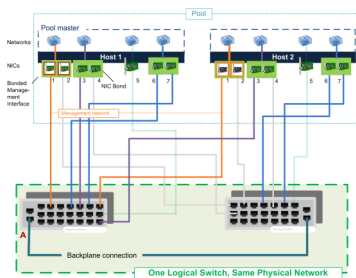 Pool
Pool master
Networks
Host 1
Host 2
NICs
Bonded
Manage-
ment
Interface
NIC Bond
1 2 3 4 5 6 7
1 2 3 4 5 6 7
Management network
A
Backplane connection
One Logical Switch, Same Physical Network